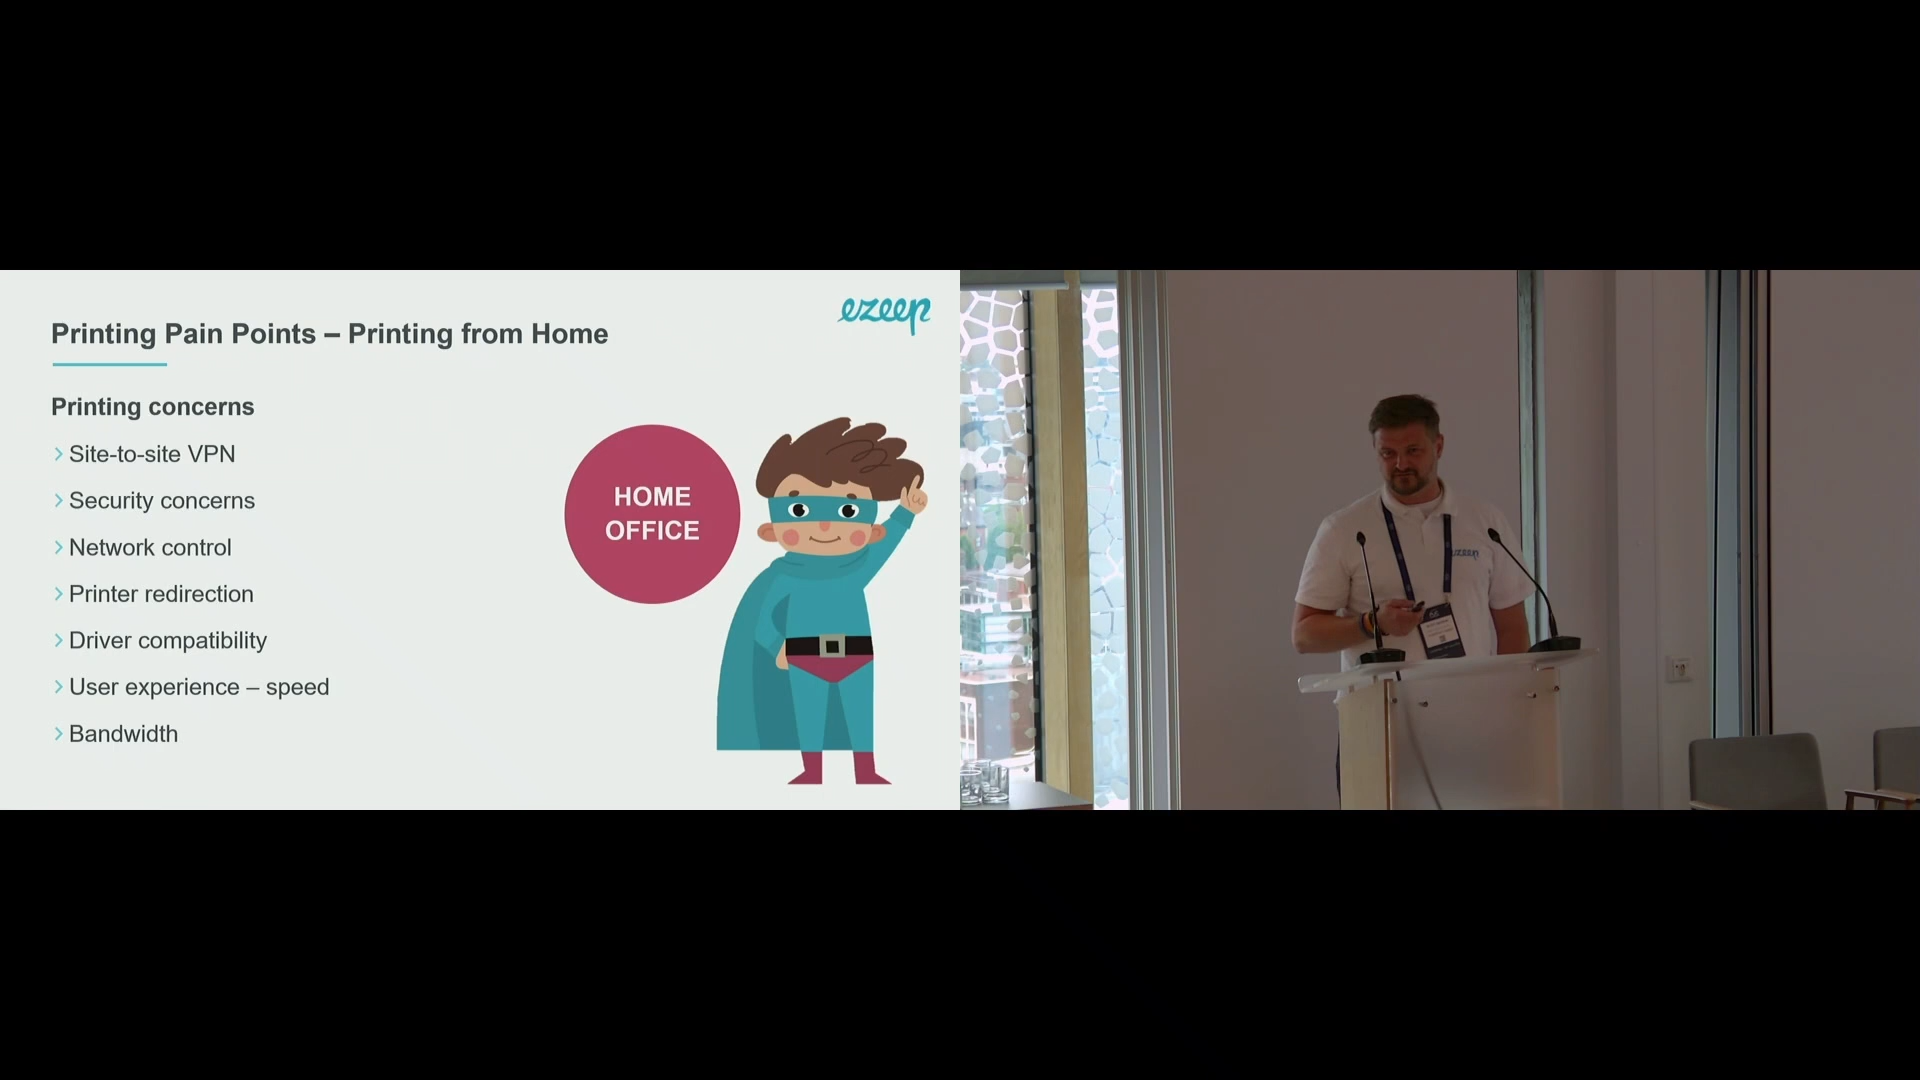 ezeep
Printing Pain Points – Printing from Home
Printing concerns
Site-to-site VPN
Security concerns
Network control
Printer redirection
Driver compatibility
User experience – speed
Bandwidth
HOME
OFFICE
ezeep